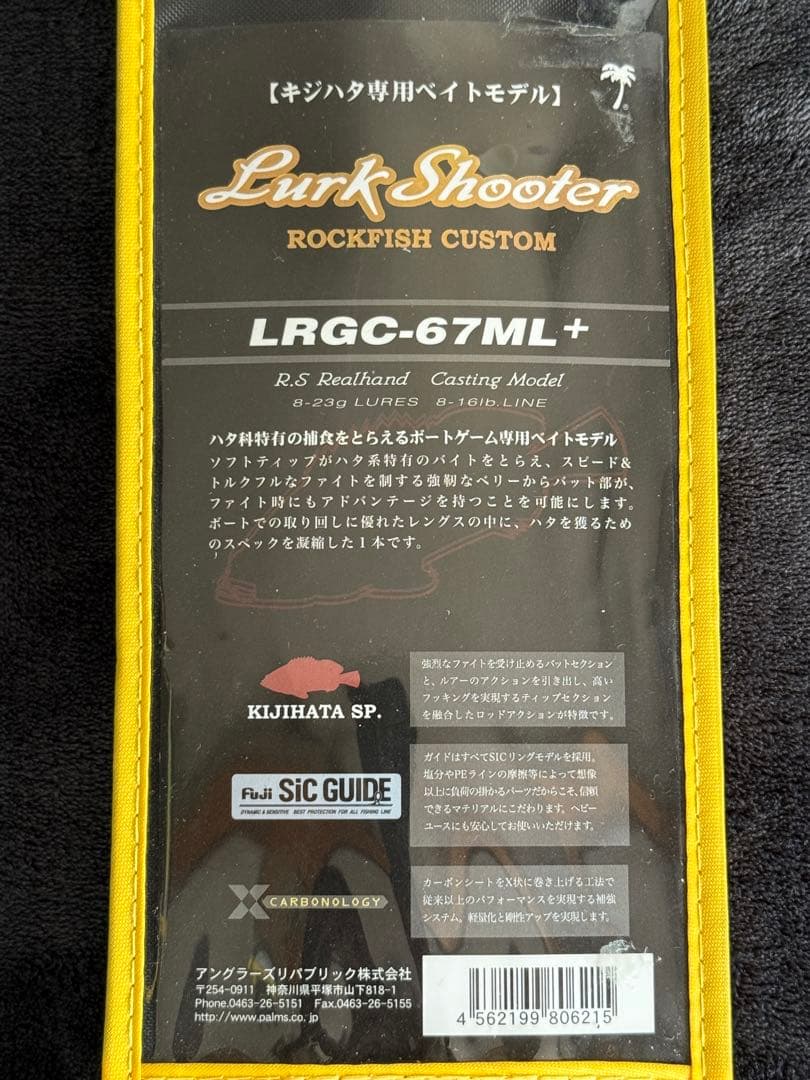 【キジハタ専用ベイトモデル】
Lurk Shooter
ROCKFISH CUSTOM
LRGC-67ML+
R.S Realhand Casting Model
8-23g LURES 8-16lb.LINE
ハタ科特有の捕食をとらえるボートゲーム専用ベイトモデル
ソフトティップがハタ系特有のバイトをとらえ、スピード&
トルクフルなファイトを制する強靭なベリーからバット部が、
ファイト時にもアドバンテージを持つことを可能にします。
ボートでの取り回しに優れたレングスの中に、ハタを獲るため
のスペックを凝縮した1本です。
KIJIHATA SP.
強烈なファイトを受け止めるバットセクション
と、ルアーのアクションを引き出し、高い
フッキングを実現するティップセクション
を融合したロッドアクションが特徴です。
Fuji SiC GUIDE
DYNAMIC & SENSITIVE BEST PROTECTION FOR ALL FISHING LINE
ガイドはすべてSICリングモデルを採用。
塩分やPEラインの摩擦等によって想像
以上に負荷の掛かるパーツだからこそ、信頼
できるマテリアルにこだわります。ヘビー
ユースにも安心してお使いいただけます。
X CARBONOLOGY
カーボンシートをX状に巻き上げる工法で
従来以上のパフォーマンスを実現する補強
システム。軽量化と剛性アップを実現します。
アングラーズリパブリック株式会社
〒254-0911 神奈川県平塚市山下818-1
Phone.0463-26-5151 Fax.0463-26-5155
http://www.palms.co.jp
4 562199 806215